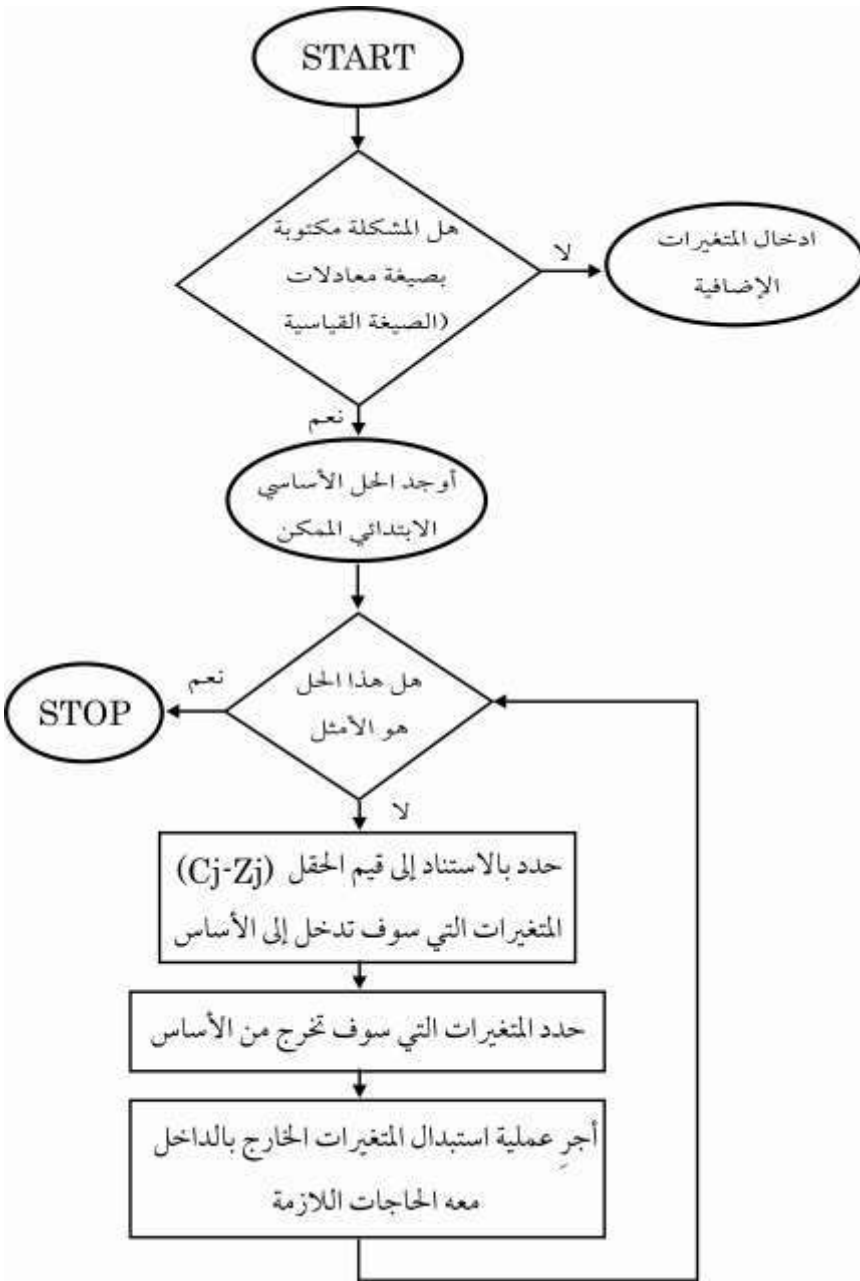 START
هل المشكلة مكتوبة
بصيغة معادلات
(الصيغة القياسية
لا
ادخال المتغيرات
الإضافية
نعم
أوجد الحل الأساسي
الابتدائي الممكن
هل هذا الحل
هو الأمثل
نعم
STOP
لا
حدد بالاستناد إلى قيم الحقل (Cj-Zj)
المتغيرات التي سوف تدخل إلى الأساس
حدد المتغيرات التي سوف تخرج من الأساس
أجرِ عملية استبدال المتغيرات الخارج بالداخل
معه الحاجات اللازمة